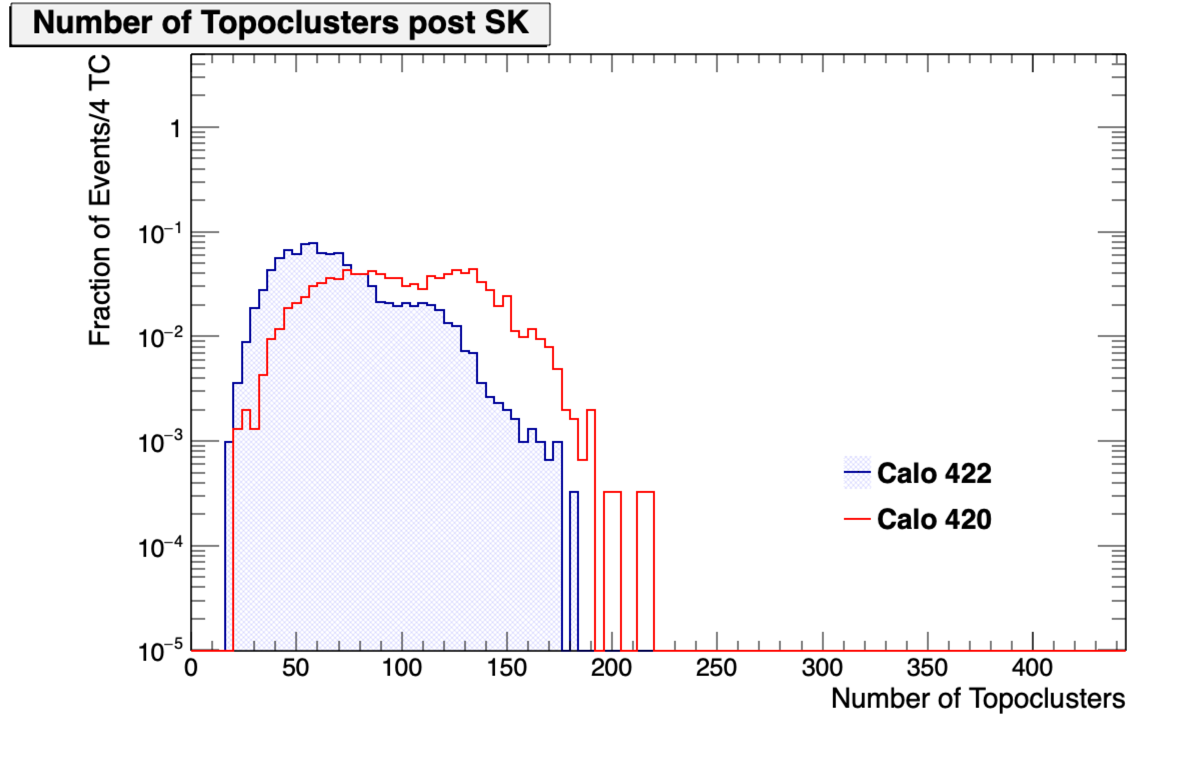 Number of Topoclusters post SK
Fraction of Events/4 TC
1
10⁻¹
10⁻²
10⁻³
10⁻⁴
10⁻⁵
0 50 100 150 200 250 300 350 400
Number of Topoclusters
Calo 422
Calo 420